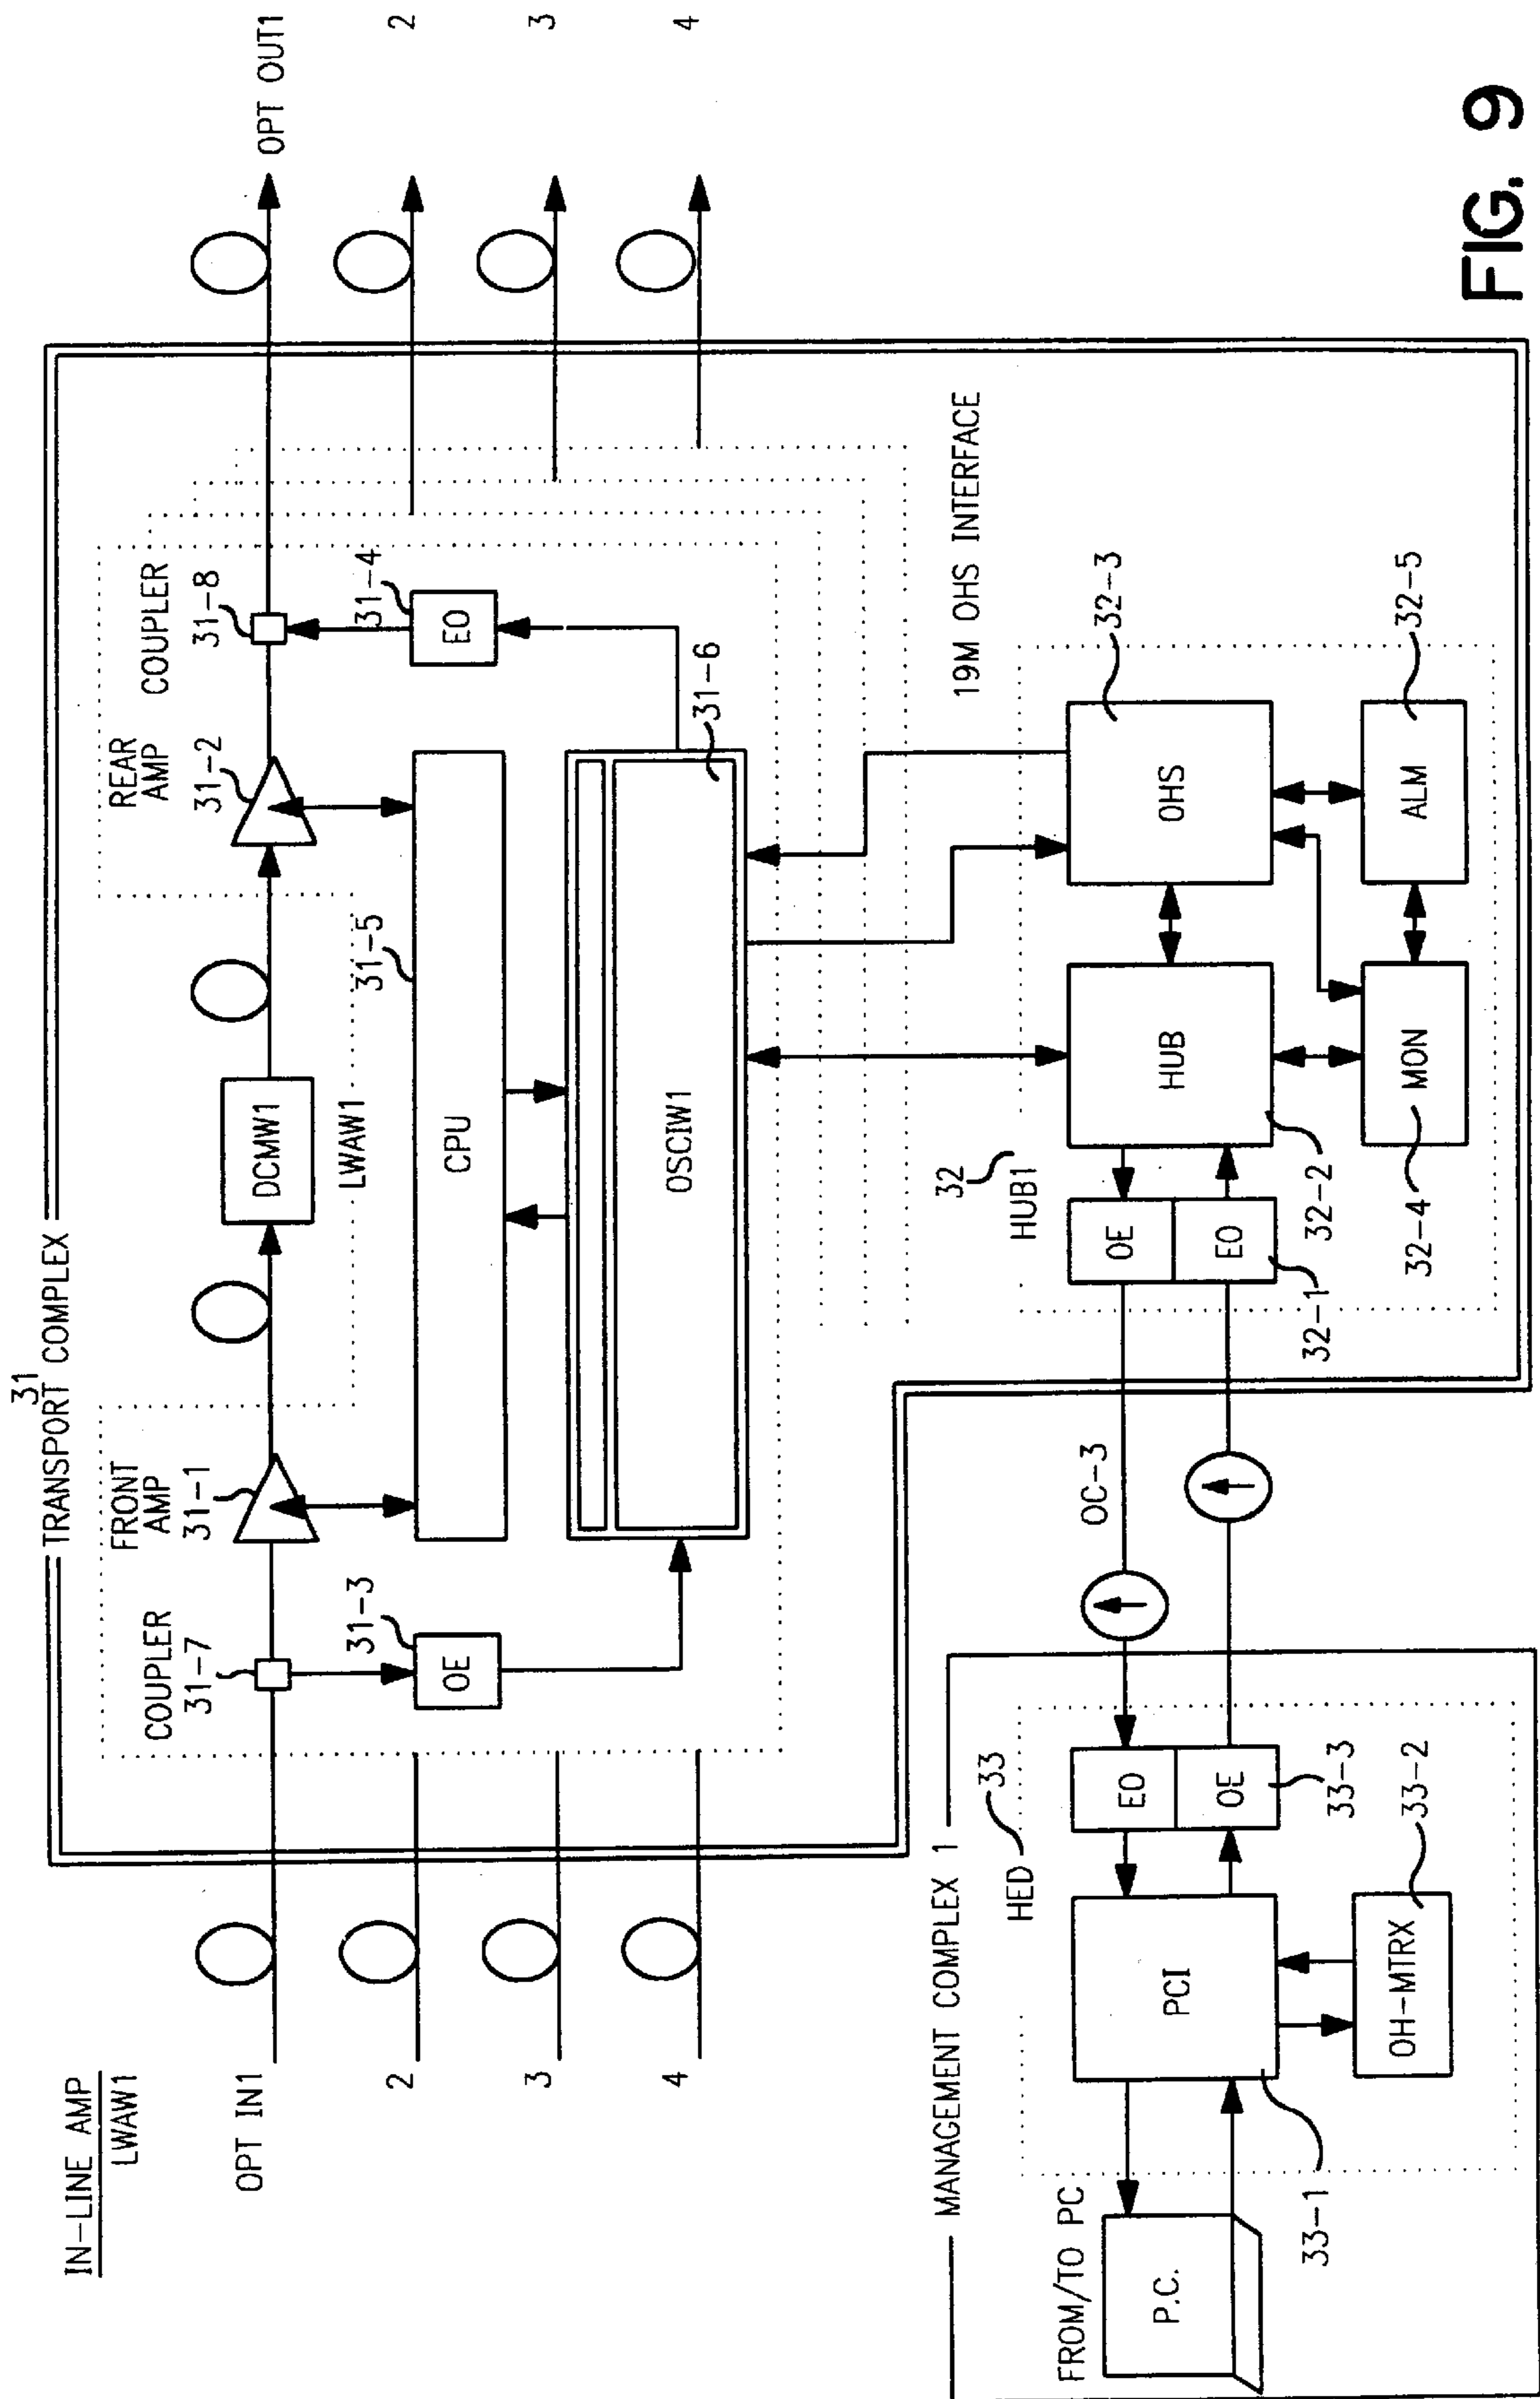 IN-LINE AMP
LWAW1
31
TRANSPORT COMPLEX
OPT IN1
2
3
4
COUPLER
31-7
FRONT
AMP
31-1
DCMW1
LWAW1
REAR
AMP
31-2
COUPLER
31-8
OPT OUT1
2
3
4
31-3
OE
31-5
CPU
31-4
EO
OSCIW1
31-6
19M OHS INTERFACE
32
HUB1
OE
EO
32-1
HUB
32-2
OHS
32-3
MON
32-4
ALM
32-5
OC-3
MANAGEMENT COMPLEX 1
HED
33
FROM/TO PC
P.C.
PCI
33-1
EO
OE
33-3
OH-MTRX
33-2
FIG. 9